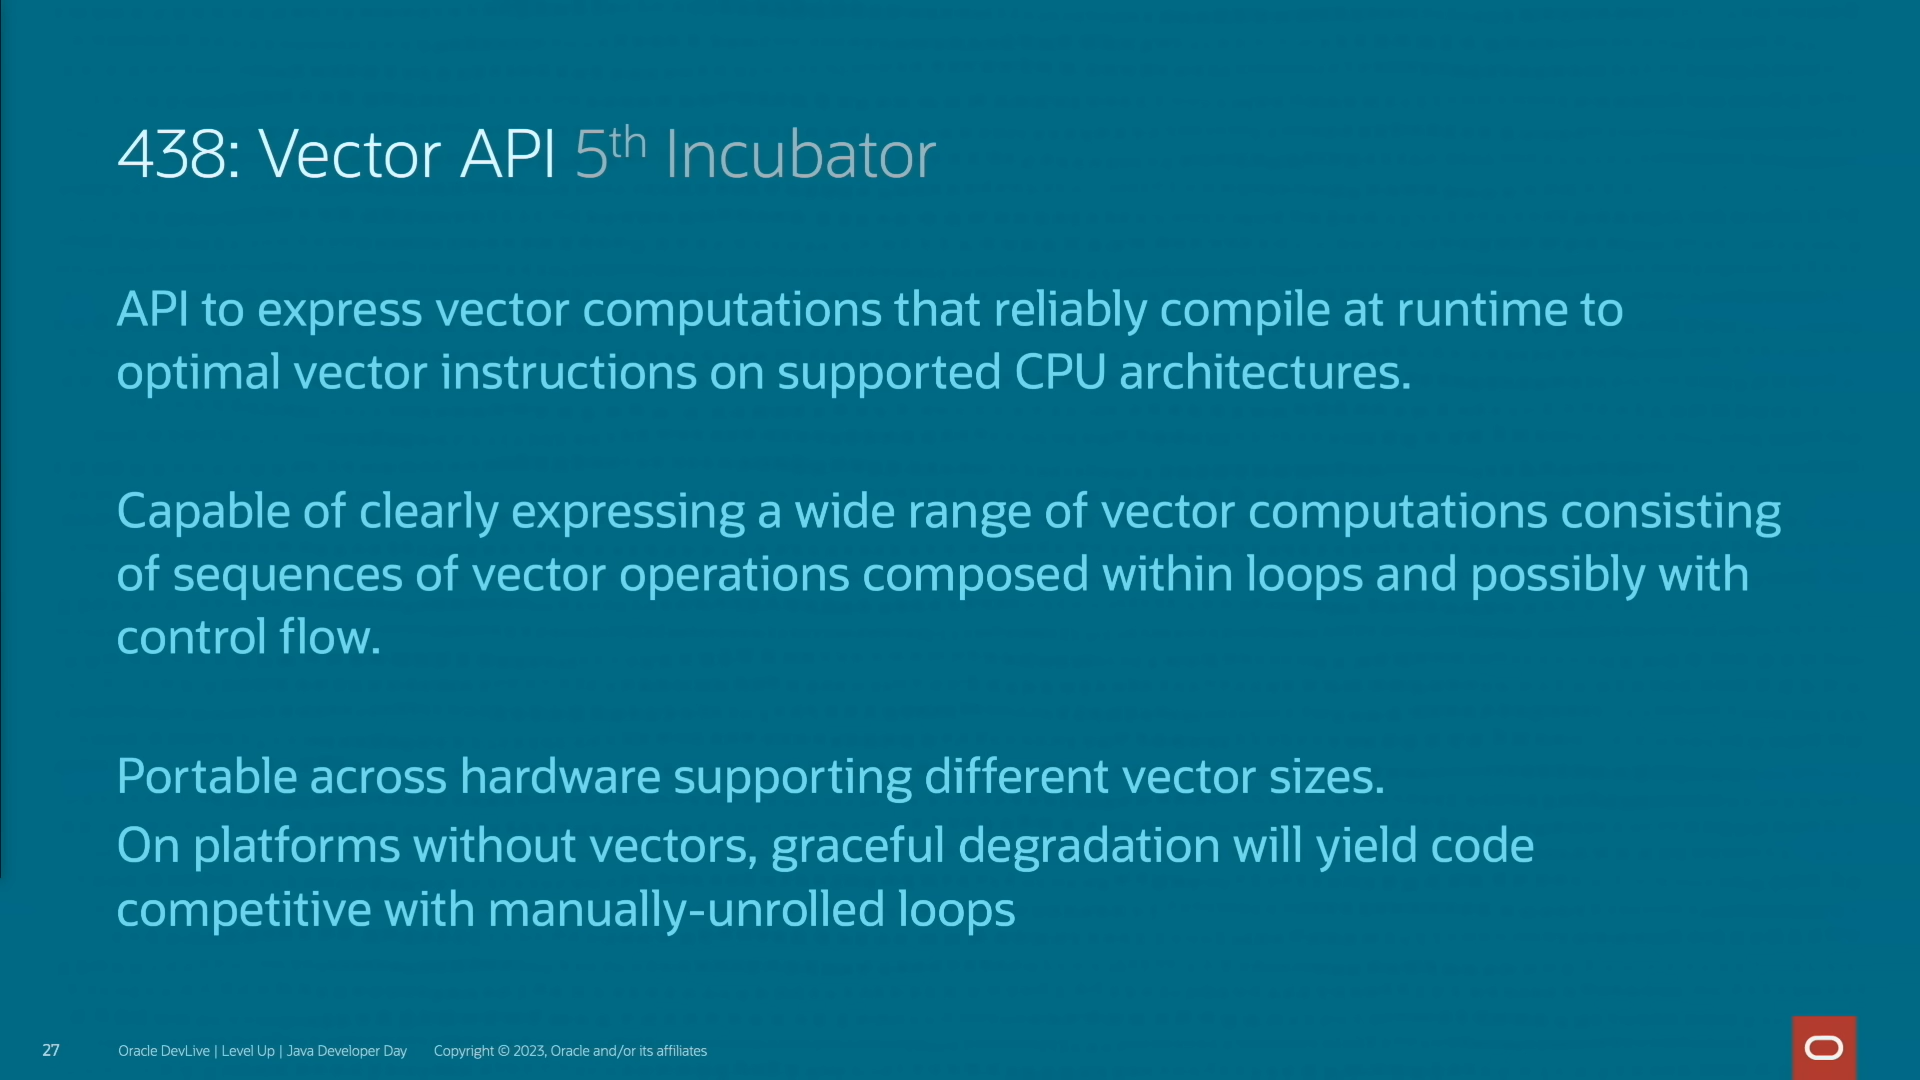 438: Vector API 5th Incubator
API to express vector computations that reliably compile at runtime to
optimal vector instructions on supported CPU architectures.
Capable of clearly expressing a wide range of vector computations consisting
of sequences of vector operations composed within loops and possibly with
control flow.
Portable across hardware supporting different vector sizes.
On platforms without vectors, graceful degradation will yield code
competitive with manually-unrolled loops
27 Oracle DevLive | Level Up | Java Developer Day Copyright © 2023, Oracle and/or its affiliates